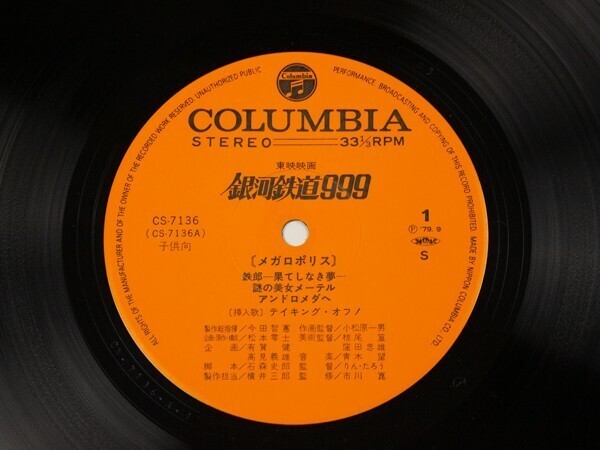 Columbia
ALL RIGHTS OF THE MANUFACTURER AND OF THE OWNER OF THE RECORDED WORK RESERVED. UNAUTHORIZED PUBLIC
PERFORMANCE, BROADCASTING AND COPYING OF THIS RECORD PROHIBITED. MADE BY NIPPON COLUMBIA CO., LTD.
COLUMBIA
STEREO 33⅓RPM
東映映画
銀河鉄道999
CS-7136
(CS-7136A)
子供向
1
Ⓟ '79. 9
S
〔メガロポリス〕
鉄郎—果てしなき夢—
謎の美女メーテル
アンドロメダへ
〔挿入歌〕テイキング・オフ!
製作総指揮/今田智憲 作画監督/小松原一男
企画・原作・構成/松本零士 美術監督/椋尾篁
企画/有賀健 窪田忠雄
高見義雄 音楽/青木望
脚本/石森史郎 監督/りん・たろう
製作担当/横井三郎 監修/市川崑